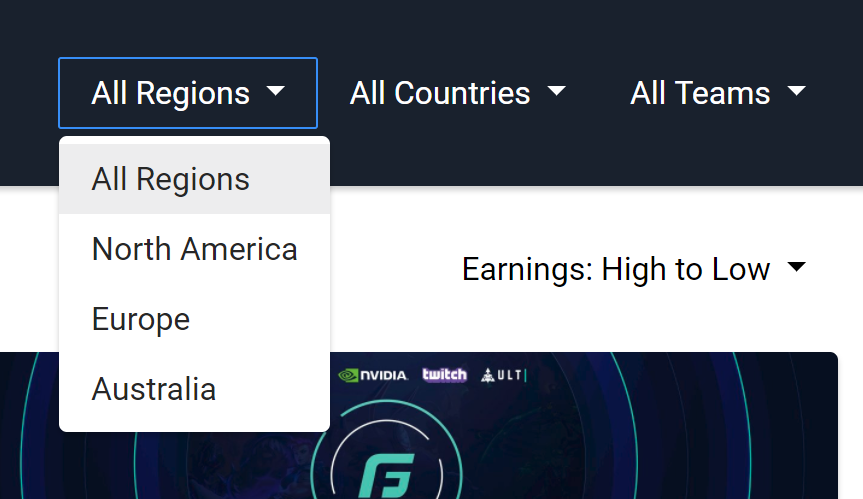 All Regions All Countries All Teams
All Regions
North America
Europe
Australia
Earnings: High to Low
NVIDIA. twitch ULT